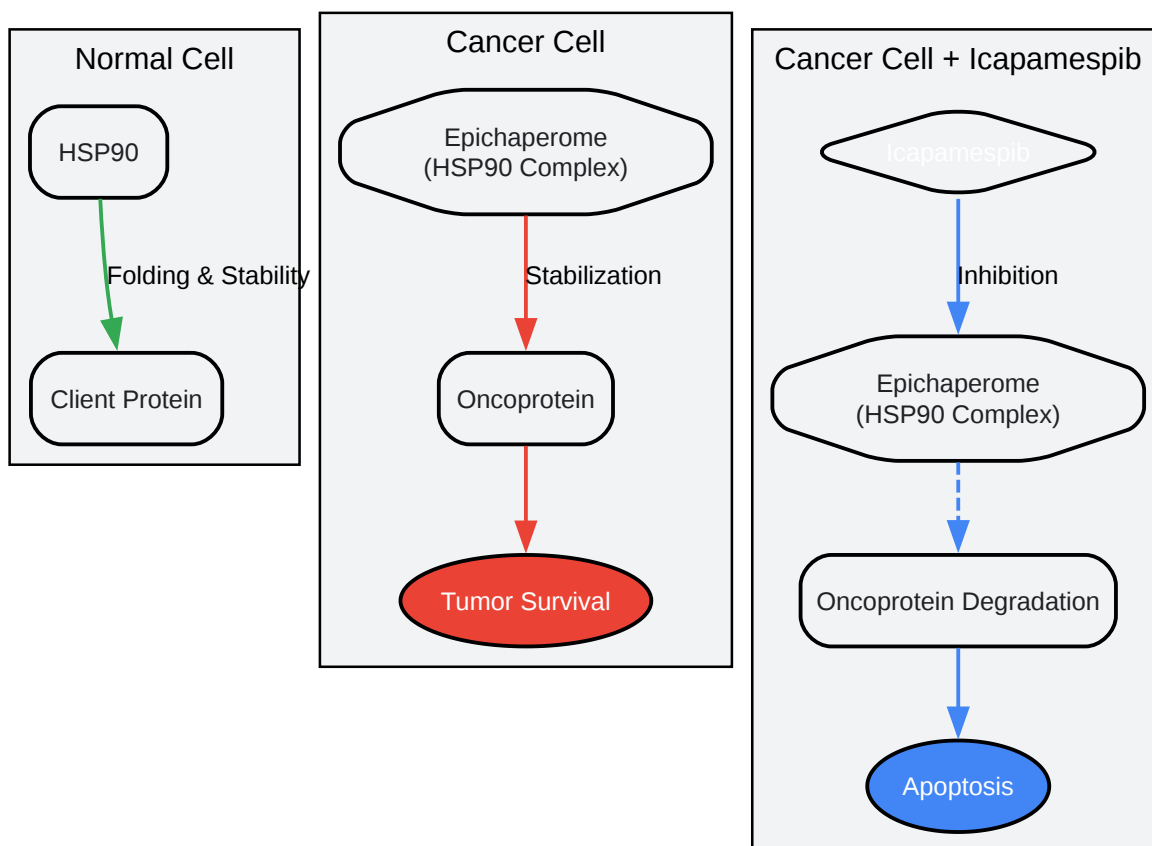 Normal Cell
HSP90
Folding & Stability
Client Protein
Cancer Cell
Epichaperome
(HSP90 Complex)
Stabilization
Oncoprotein
Tumor Survival
Cancer Cell + Icapamespib
Icapamespib
Inhibition
Epichaperome
(HSP90 Complex)
Oncoprotein Degradation
Apoptosis